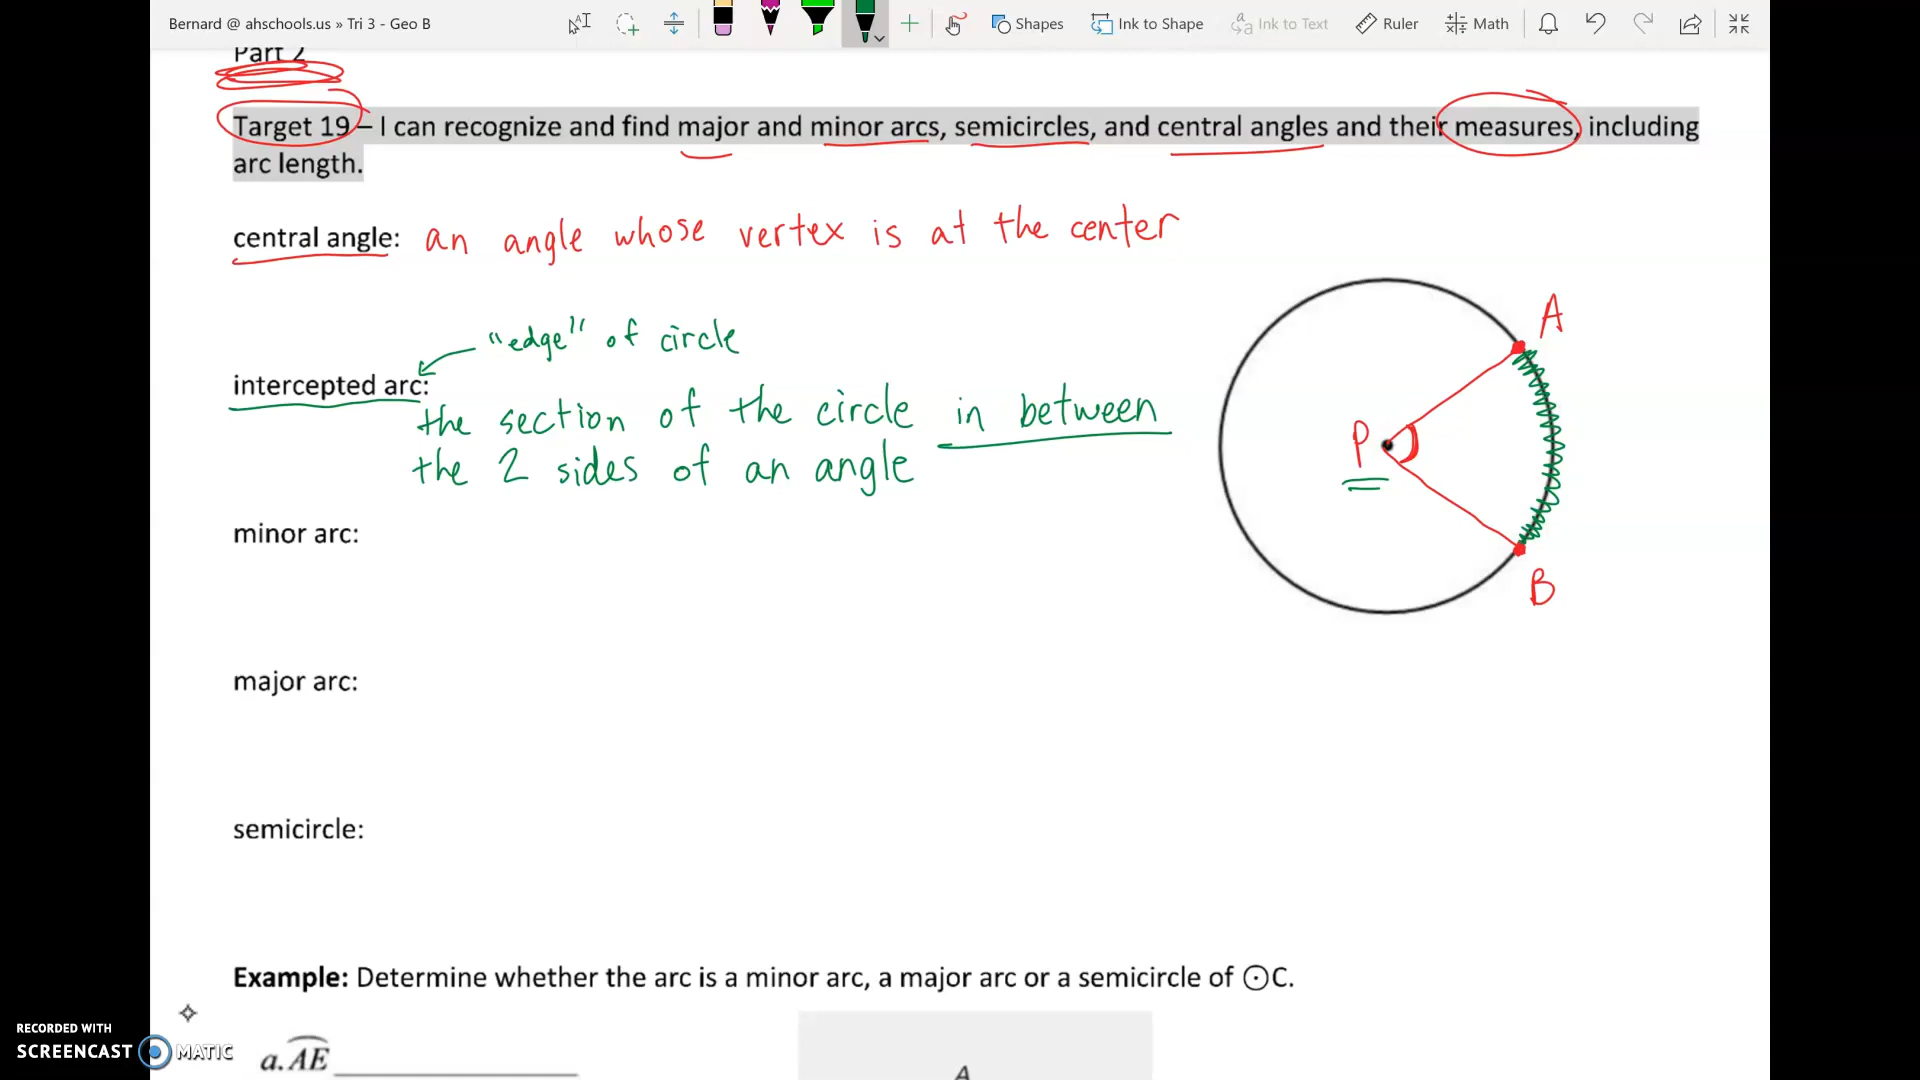 Bernard @ ahschools.us » Tri 3 - Geo B
Shapes
Ink to Shape
Ink to Text
Ruler
Math
Part 2
Target 19 – I can recognize and find major and minor arcs, semicircles, and central angles and their measures, including
arc length.
central angle: an angle whose vertex is at the center
"edge" of circle
intercepted arc:
the section of the circle in between
the 2 sides of an angle
A
P
B
minor arc:
major arc:
semicircle:
Example: Determine whether the arc is a minor arc, a major arc or a semicircle of ⊙C.
a. AE
A
RECORDED WITH
SCREENCAST MATIC